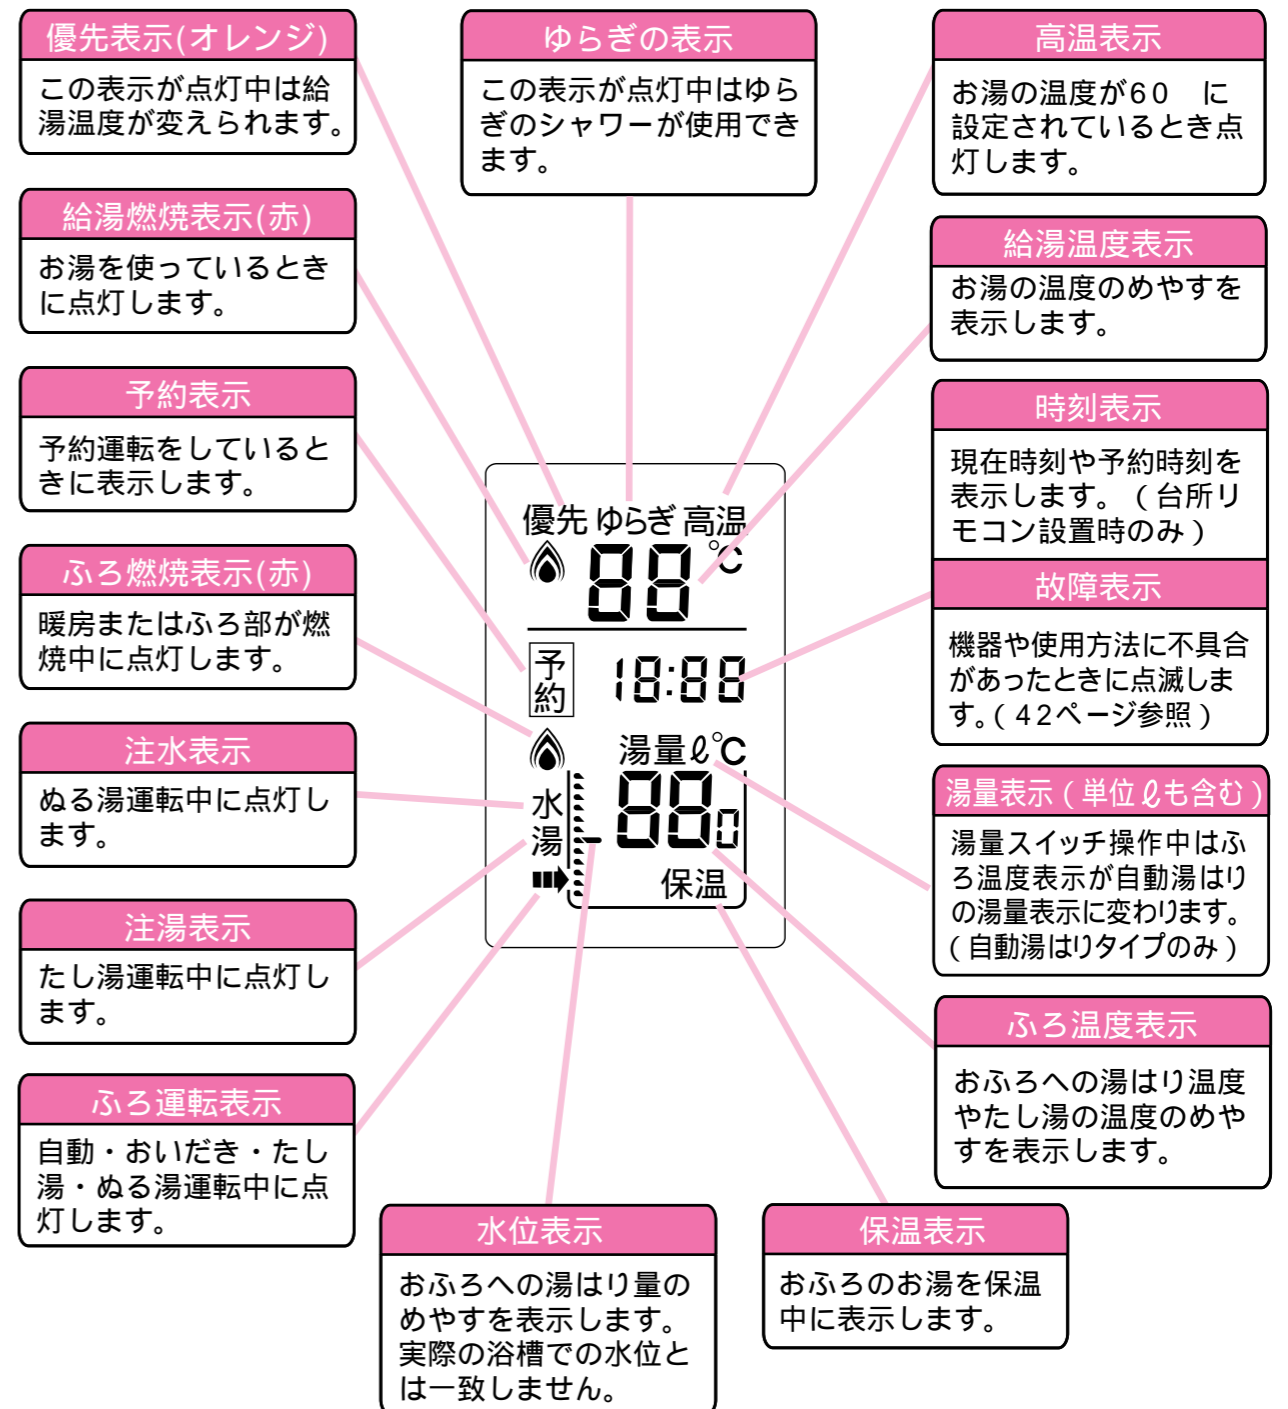 優先表示(オレンジ)
この表示が点灯中は給
湯温度が変えられます。
給湯燃焼表示(赤)
お湯を使っているとき
に点灯します。
予約表示
予約運転をしていると
きに表示します。
ふろ燃焼表示(赤)
暖房またはふろ部が燃
焼中に点灯します。
注水表示
ぬる湯運転中に点灯し
ます。
注湯表示
たし湯運転中に点灯し
ます。
ふろ運転表示
自動・おいだき・たし
湯・ぬる湯運転中に点
灯します。
ゆらぎの表示
この表示が点灯中はゆら
ぎのシャワーが使用でき
ます。
優先 ゆらぎ 高温
88 ℃
予約
18:88
湯量 ℓ ℃
水
湯
880
保温
水位表示
おふろへの湯はり量の
めやすを表示します。
実際の浴槽での水位と
は一致しません。
高温表示
お湯の温度が60 に
設定されているとき点
灯します。
給湯温度表示
お湯の温度のめやすを
表示します。
時刻表示
現在時刻や予約時刻を
表示します。(台所リ
モコン設置時のみ)
故障表示
機器や使用方法に不具合
があったときに点滅しま
す。(42ページ参照)
湯量表示(単位ℓも含む)
湯量スイッチ操作中はふ
ろ温度表示が自動湯はり
の湯量表示に変わります。
(自動湯はりタイプのみ)
ふろ温度表示
おふろへの湯はり温度
やたし湯の温度のめや
すを表示します。
保温表示
おふろのお湯を保温
中に表示します。